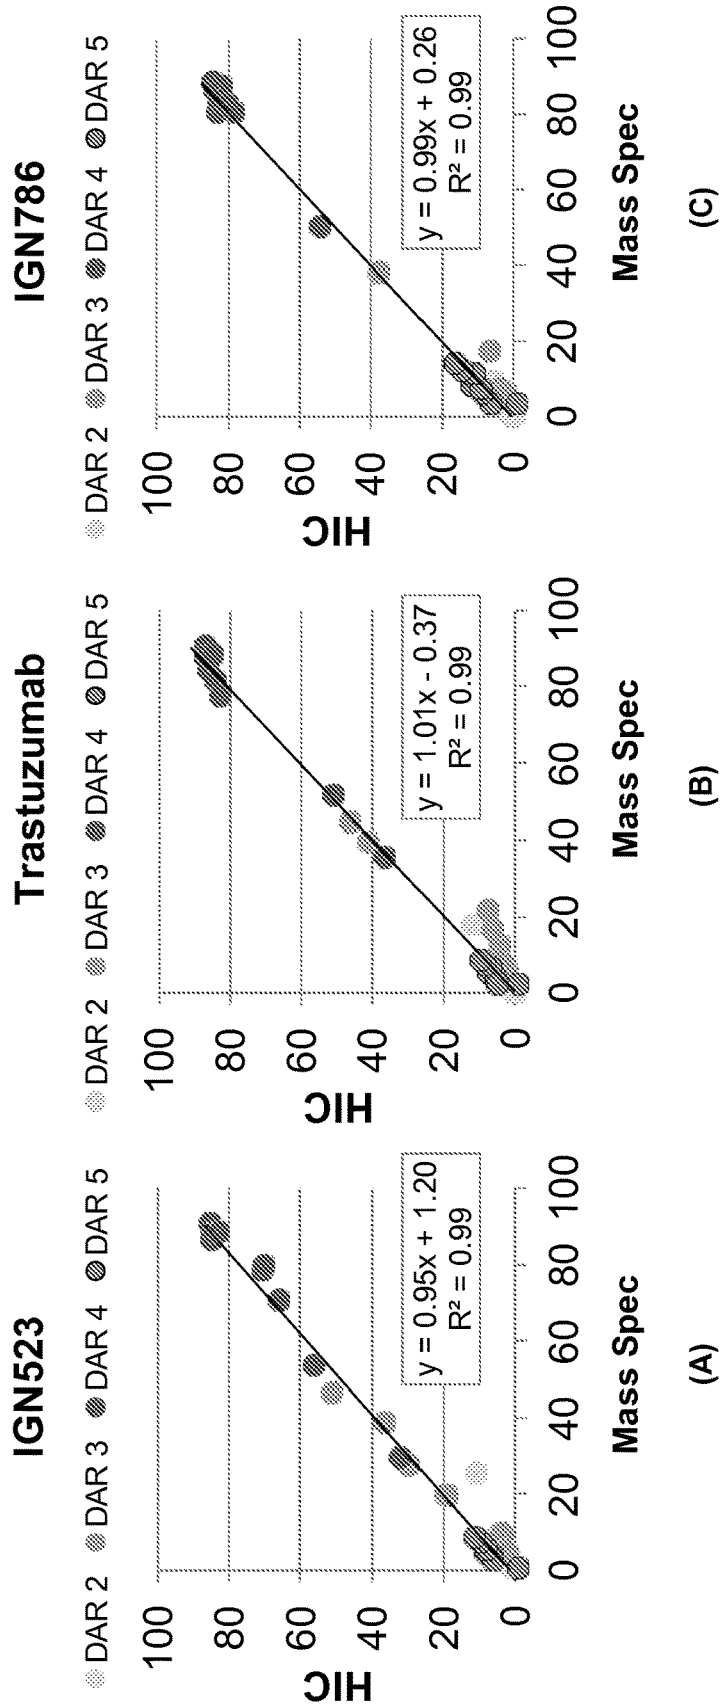 IGN523
DAR 2 DAR 3 DAR 4 DAR 5
HIC
100
80
60
40
20
0
y = 0.95x + 1.20
R² = 0.99
0 20 40 60 80 100
Mass Spec
(A)
Trastuzumab
DAR 2 DAR 3 DAR 4 DAR 5
HIC
100
80
60
40
20
0
y = 1.01x - 0.37
R² = 0.99
0 20 40 60 80 100
Mass Spec
(B)
IGN786
DAR 2 DAR 3 DAR 4 DAR 5
HIC
100
80
60
40
20
0
y = 0.99x + 0.26
R² = 0.99
0 20 40 60 80 100
Mass Spec
(C)